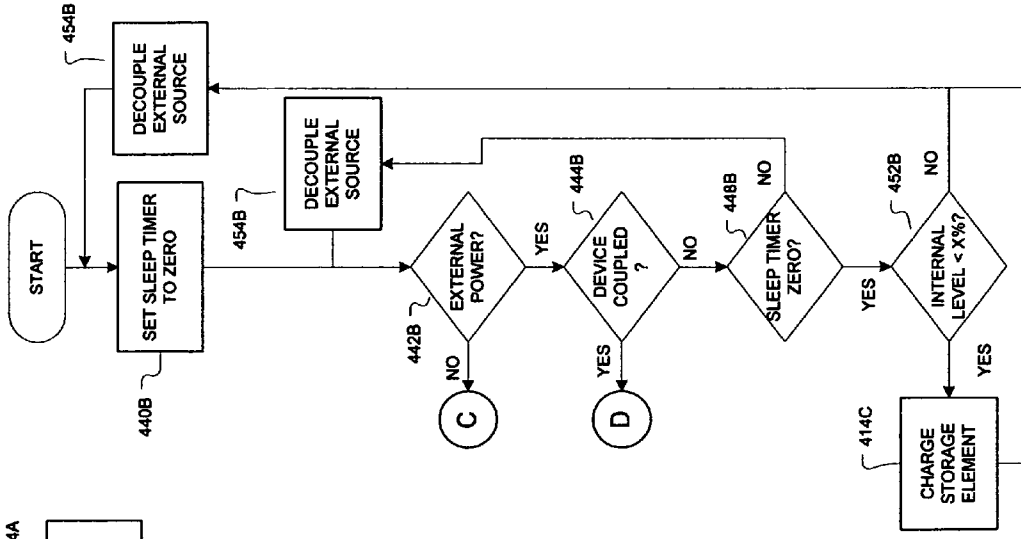 START
454B
DECOUPLE
EXTERNAL
SOURCE
SET SLEEP TIMER
TO ZERO
440B
454B
DECOUPLE
EXTERNAL
SOURCE
EXTERNAL
POWER?
442B
NO
C
YES
DEVICE
COUPLED
?
444B
YES
D
NO
SLEEP TIMER
ZERO?
448B
NO
YES
INTERNAL
LEVEL < X%?
452B
NO
YES
CHARGE
STORAGE
ELEMENT
414C
4A